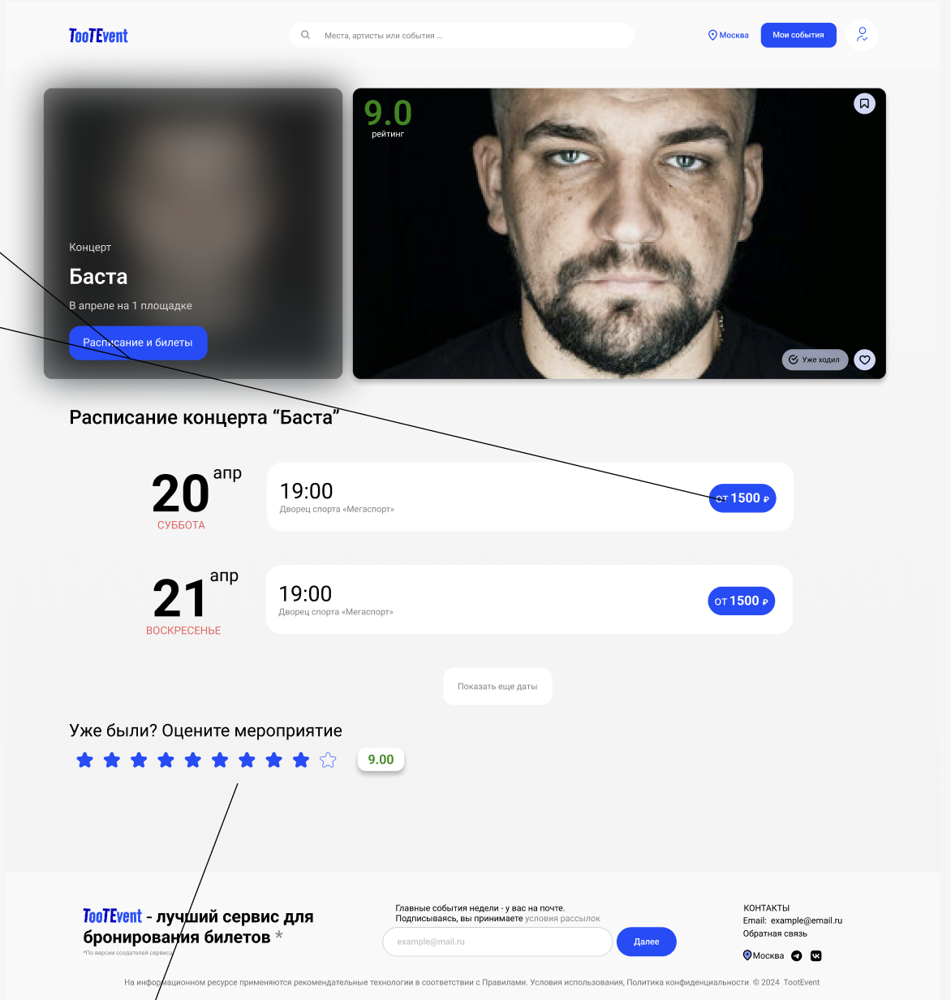 TooTEvent
Места, артисты или события ...
Москва
Мои события
9.0
рейтинг
Концерт
Баста
В апреле на 1 площадке
Расписание и билеты
Уже ходил
Расписание концерта “Баста”
20 апр
СУББОТА
19:00
Дворец спорта «Мегаспорт»
от 1500 ₽
21 апр
ВОСКРЕСЕНЬЕ
19:00
Дворец спорта «Мегаспорт»
от 1500 ₽
Показать еще даты
Уже были? Оцените мероприятие
9.00
TooTEvent - лучший сервис для
бронирования билетов *
*По версии создателей сервиса
Главные события недели - у вас на почте.
Подписываясь, вы принимаете условия рассылок
example@mail.ru
Далее
КОНТАКТЫ
Email: example@email.ru
Обратная связь
Москва
На информационном ресурсе применяются рекомендательные технологии в соответствии с Правилами. Условия использования, Политика конфиденциальности © 2024 TootEvent